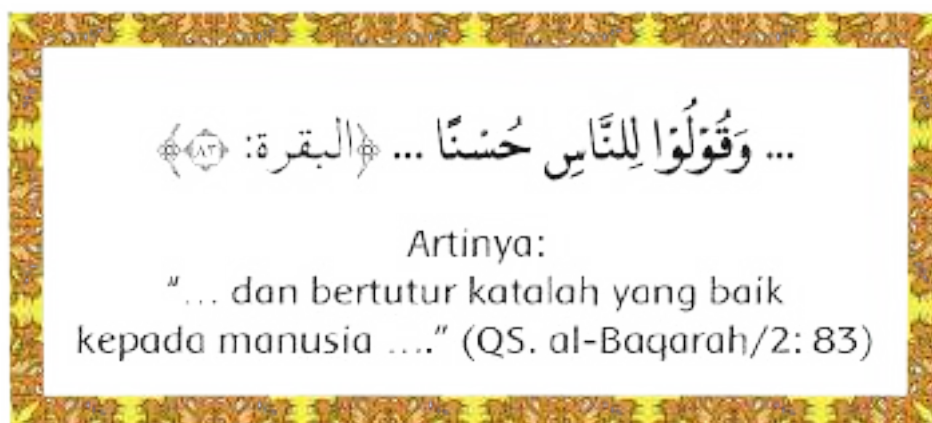 ... وَقُوْلُوْا لِلنَّاسِ حُسْنًا ... ﴿البقرة: ٨٣﴾
Artinya:
"... dan bertutur katalah yang baik
kepada manusia ...." (QS. al-Baqarah/2: 83)